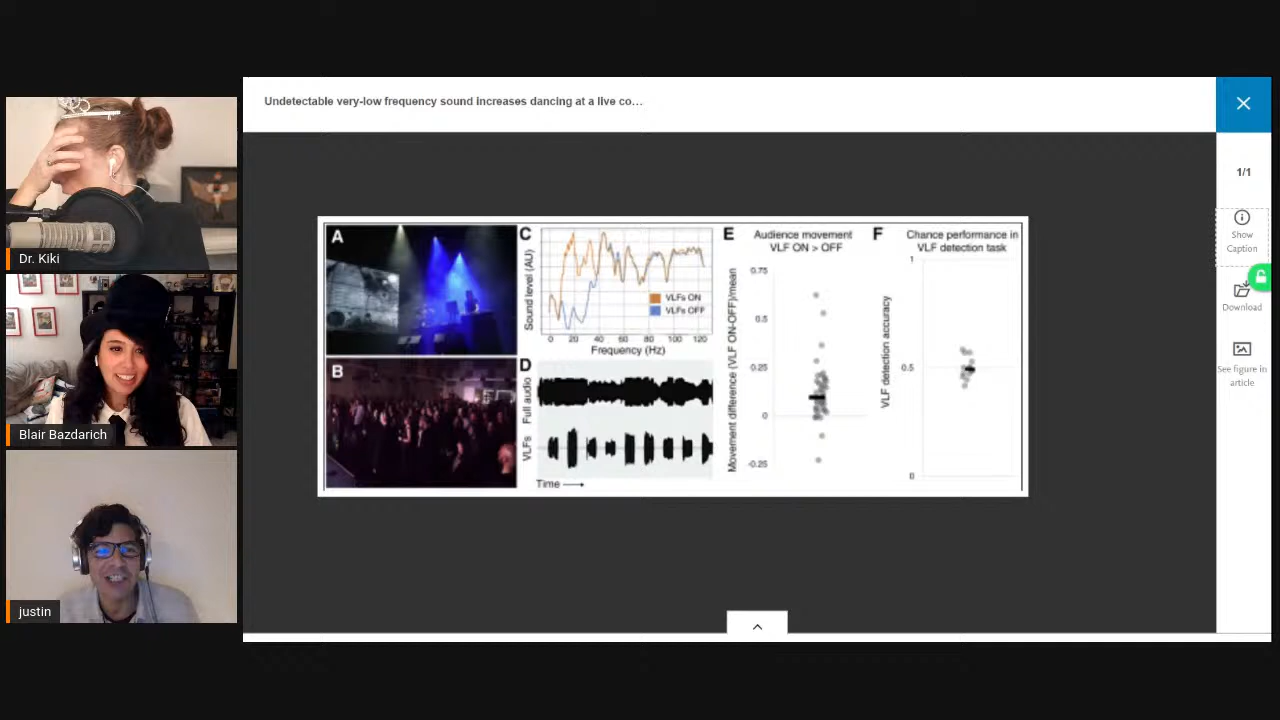 Undetectable very-low frequency sound increases dancing at a live co...
1/1
Show
Caption
Download
See figure in
article
A
B
C
Sound level (AU)
VLFs ON
VLFs OFF
0 20 40 60 80 100 120
Frequency (Hz)
D
Full audio
VLFs
Time
E
Audience movement
VLF ON > OFF
Movement difference (VLF ON-OFF)/mean
0.75
0.5
0.25
0
-0.25
F
Chance performance in
VLF detection task
VLF detection accuracy
1
0.5
0
Dr. Kiki
Blair Bazdarich
justin